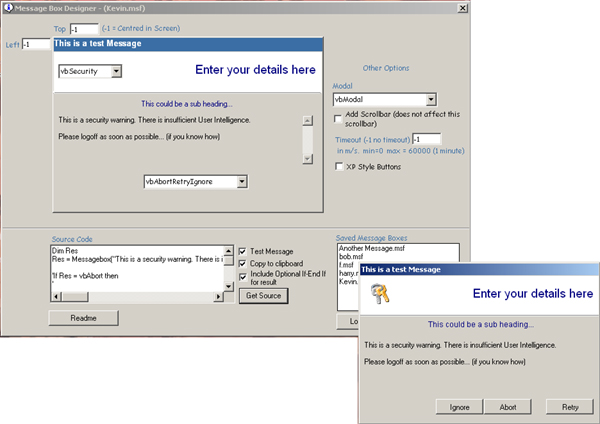 Message Box Designer - (Kevin.msf)
Top -1 (-1 = Centred in Screen)
Left -1
This is a test Message
vbSecurity
Enter your details here
This could be a sub heading...
This is a security warning. There is insufficient User Intelligence.
Please logoff as soon as possible... (if you know how)
vbAbortRetryIgnore
Other Options
Modal
vbModal
Add Scrollbar (does not affect this
scrollbar)
Timeout (-1 no timeout) -1
in m/s. min=0 max = 60000 (1 minute)
XP Style Buttons
Source Code
Dim Res
Res = Messagebox("This is a security warning. There is i
'If Res = vbAbort then
'
Test Message
Copy to clipboard
Include Optional If-End If
for result
Get Source
Readme
Saved Message Boxes
Another Message.msf
bob.msf
f.msf
harry.m
Kevin.
Lo
This is a test Message
Enter your details here
This could be a sub heading...
This is a security warning. There is insufficient User Intelligence.
Please logoff as soon as possible... (if you know how)
Ignore
Abort
Retry